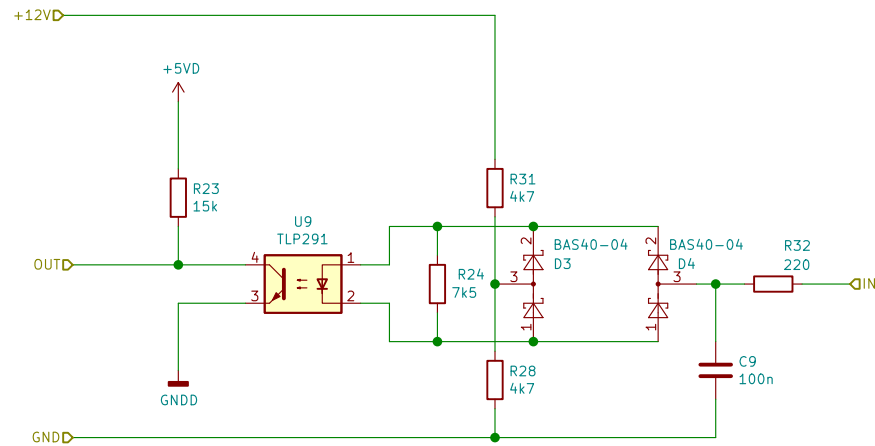 +12V
+5VD
R23
15k
R31
4k7
U9
TLP291
OUT
4
1
3
2
R24
7k5
2
3
1
BAS40-04
D3
2
3
1
BAS40-04
D4
R32
220
IN
GNDD
R28
4k7
C9
100n
GND